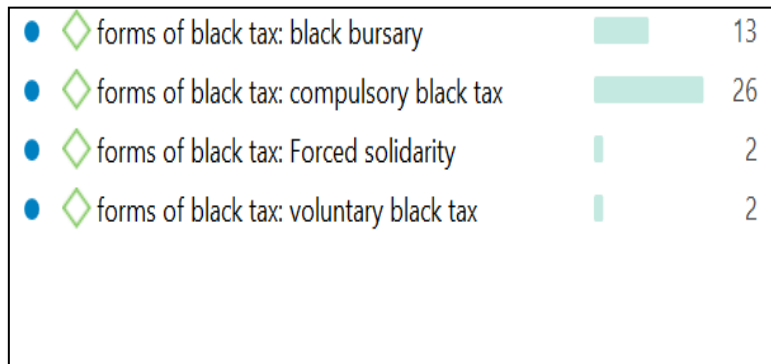 forms of black tax: black bursary 13
forms of black tax: compulsory black tax 26
forms of black tax: Forced solidarity 2
forms of black tax: voluntary black tax 2